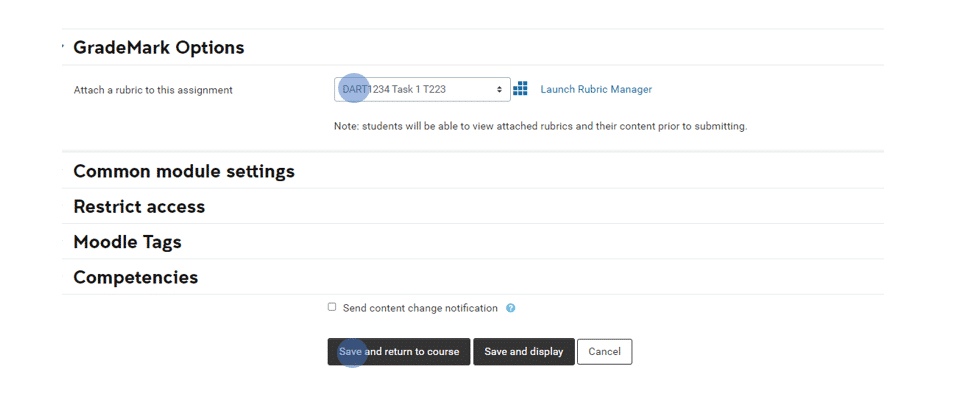 GradeMark Options
Attach a rubric to this assignment
DART1234 Task 1 T223
Launch Rubric Manager
Note: students will be able to view attached rubrics and their content prior to submitting.
Common module settings
Restrict access
Moodle Tags
Competencies
Send content change notification ?
Save and return to course
Save and display
Cancel